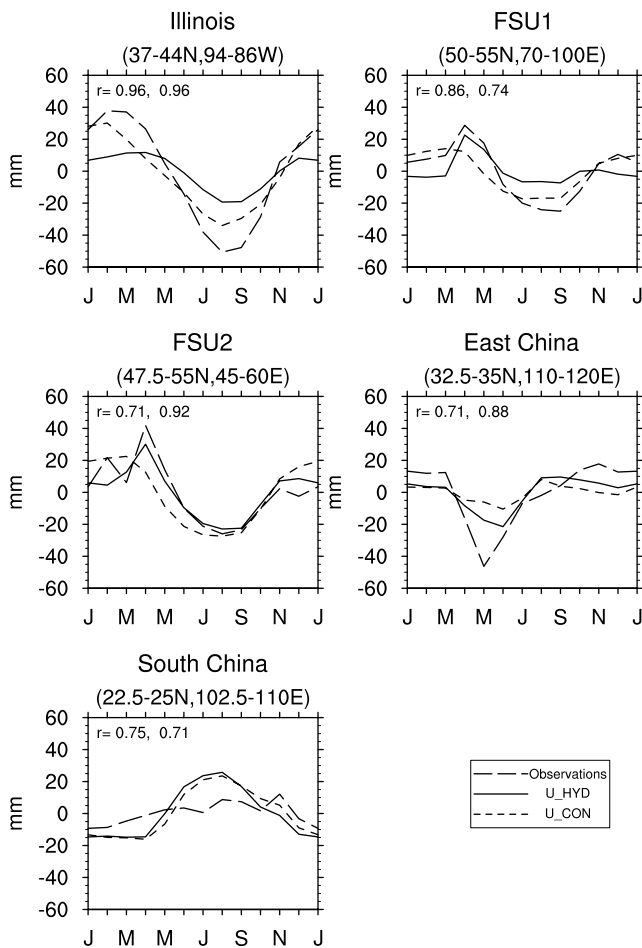 Illinois
(37-44N,94-86W)
r= 0.96, 0.96
60
40
20
0
-20
-40
-60
mm
J M M J S N J
FSU1
(50-55N,70-100E)
r= 0.86, 0.74
60
40
20
0
-20
-40
-60
mm
J M M J S N J
FSU2
(47.5-55N,45-60E)
r= 0.71, 0.92
60
40
20
0
-20
-40
-60
mm
J M M J S N J
East China
(32.5-35N,110-120E)
r= 0.71, 0.88
60
40
20
0
-20
-40
-60
mm
J M M J S N J
South China
(22.5-25N,102.5-110E)
r= 0.75, 0.71
60
40
20
0
-20
-40
-60
mm
J M M J S N J
Observations
U_HYD
U_CON